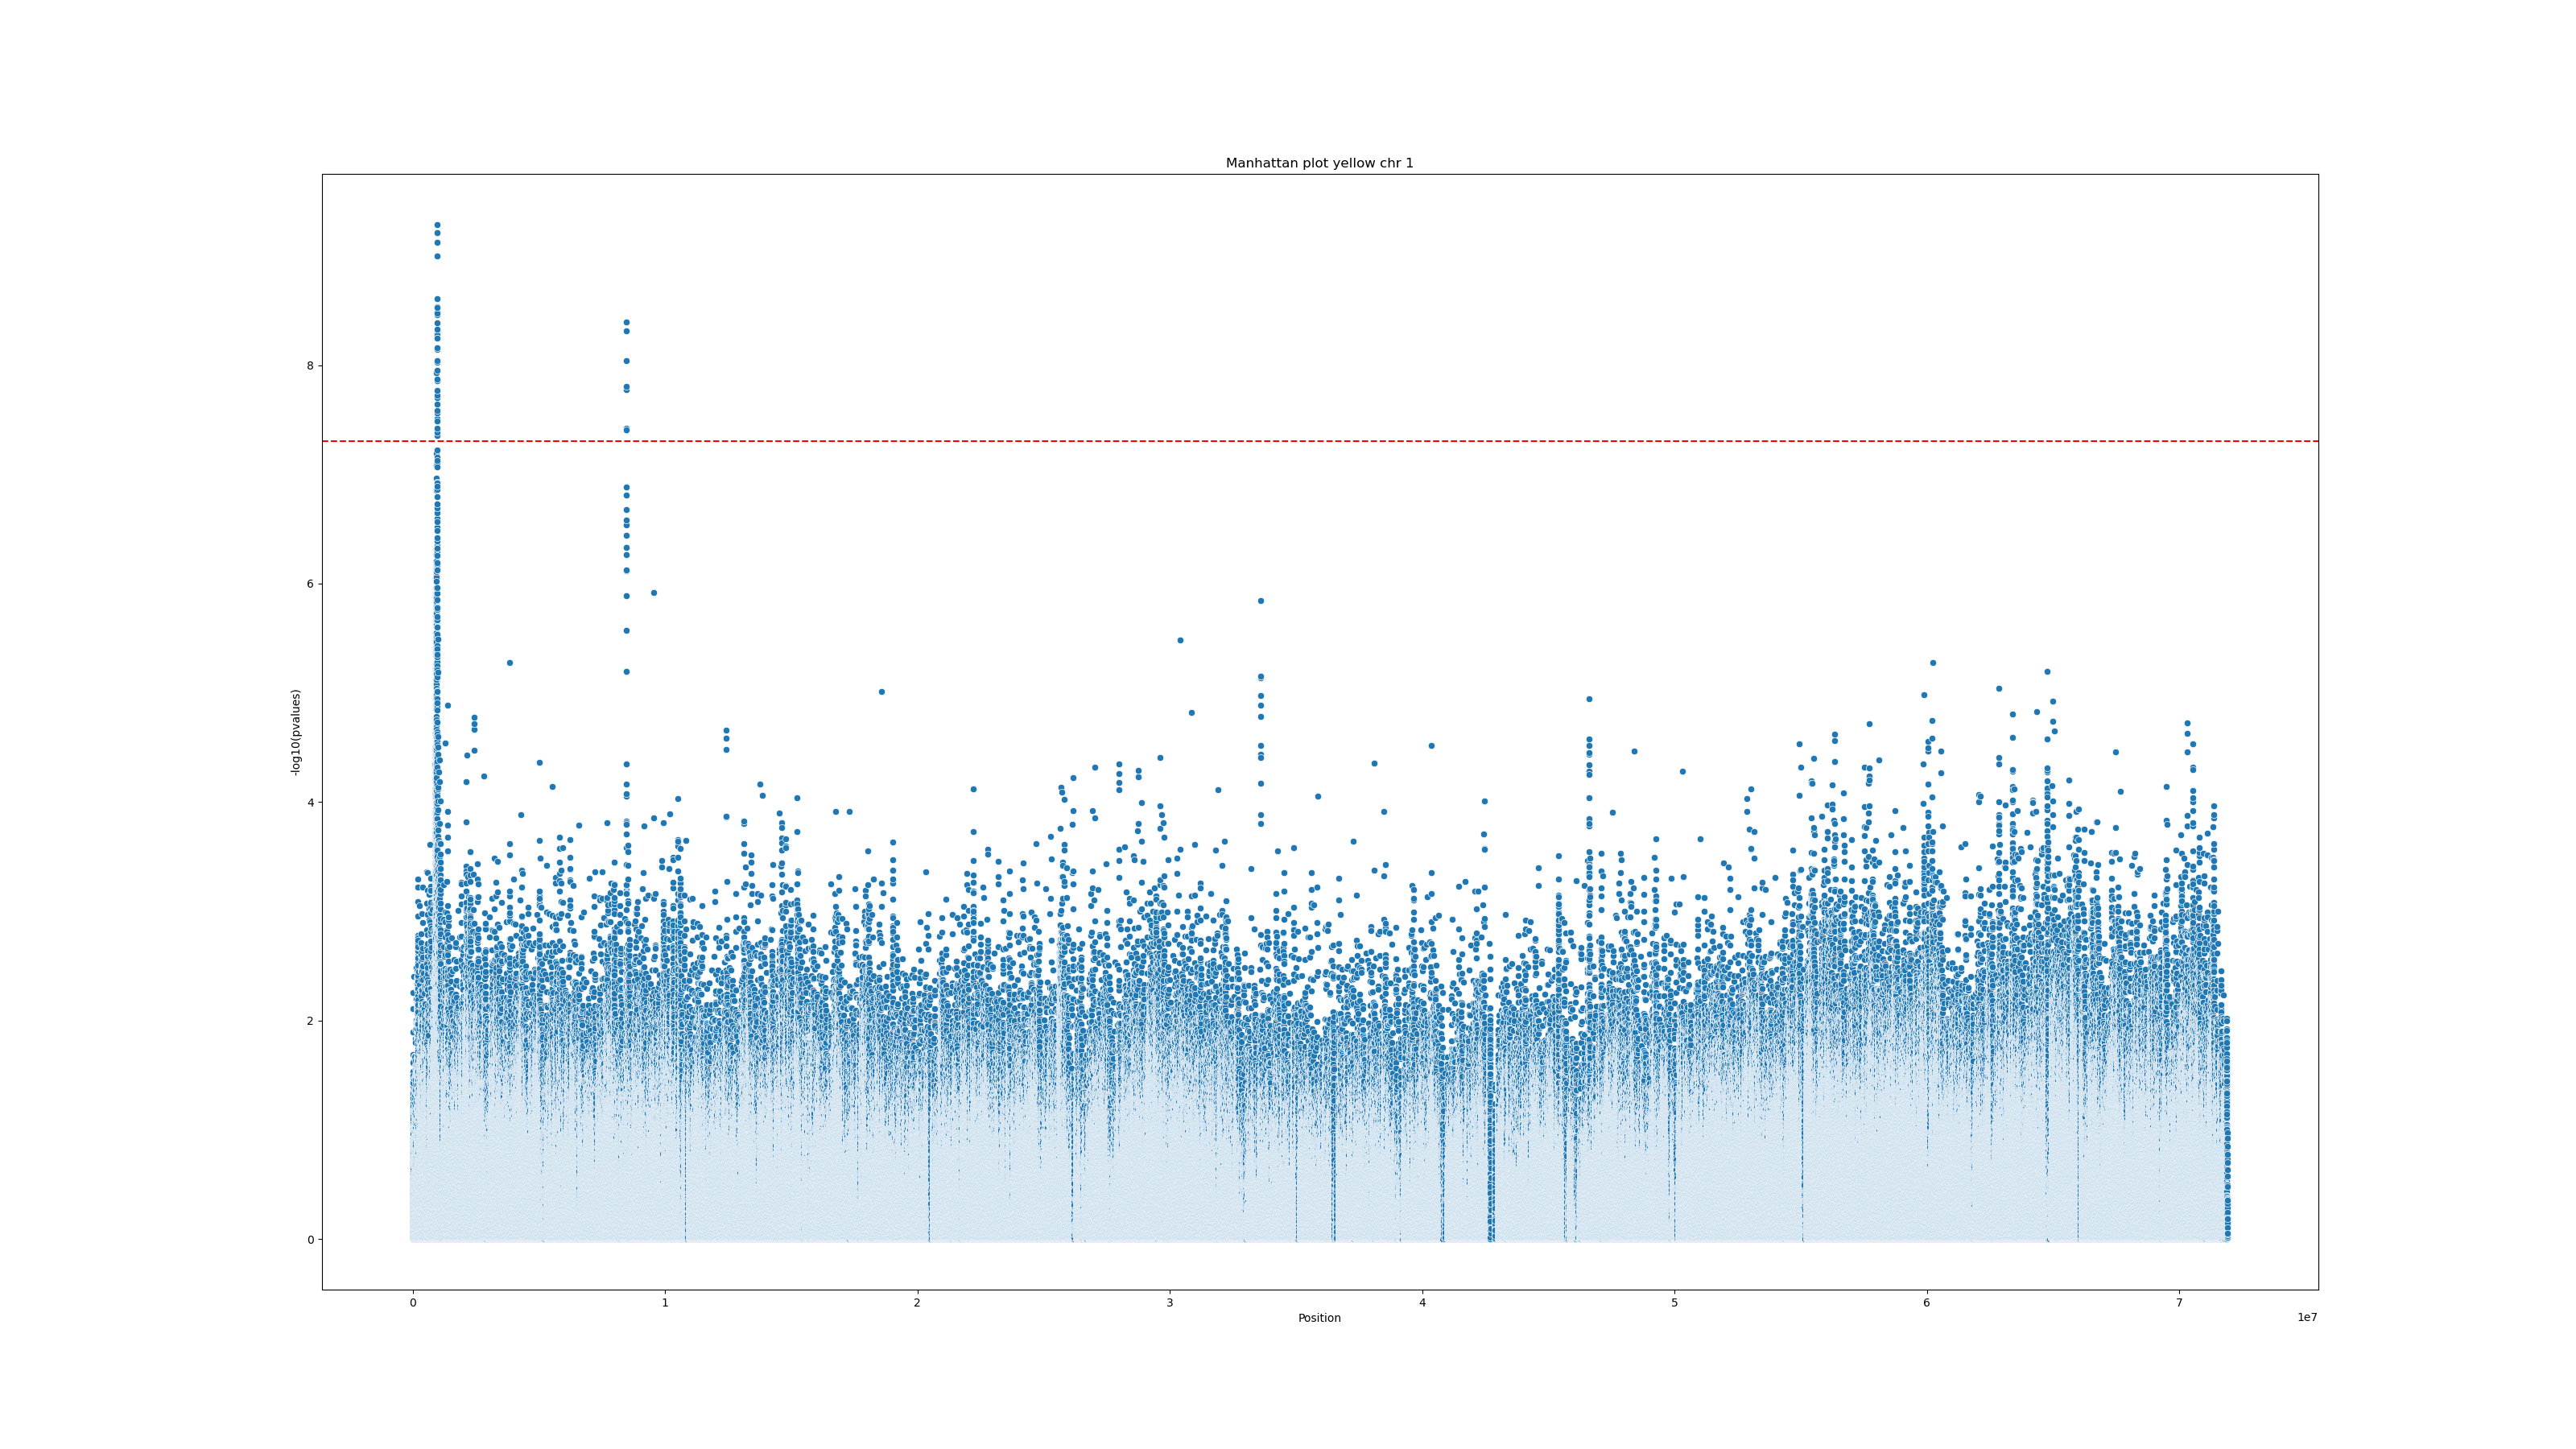 Manhattan plot yellow chr 1
8
6
-log10(pvalues)
4
2
0
0 1 2 3 4 5 6 7
Position
1e7